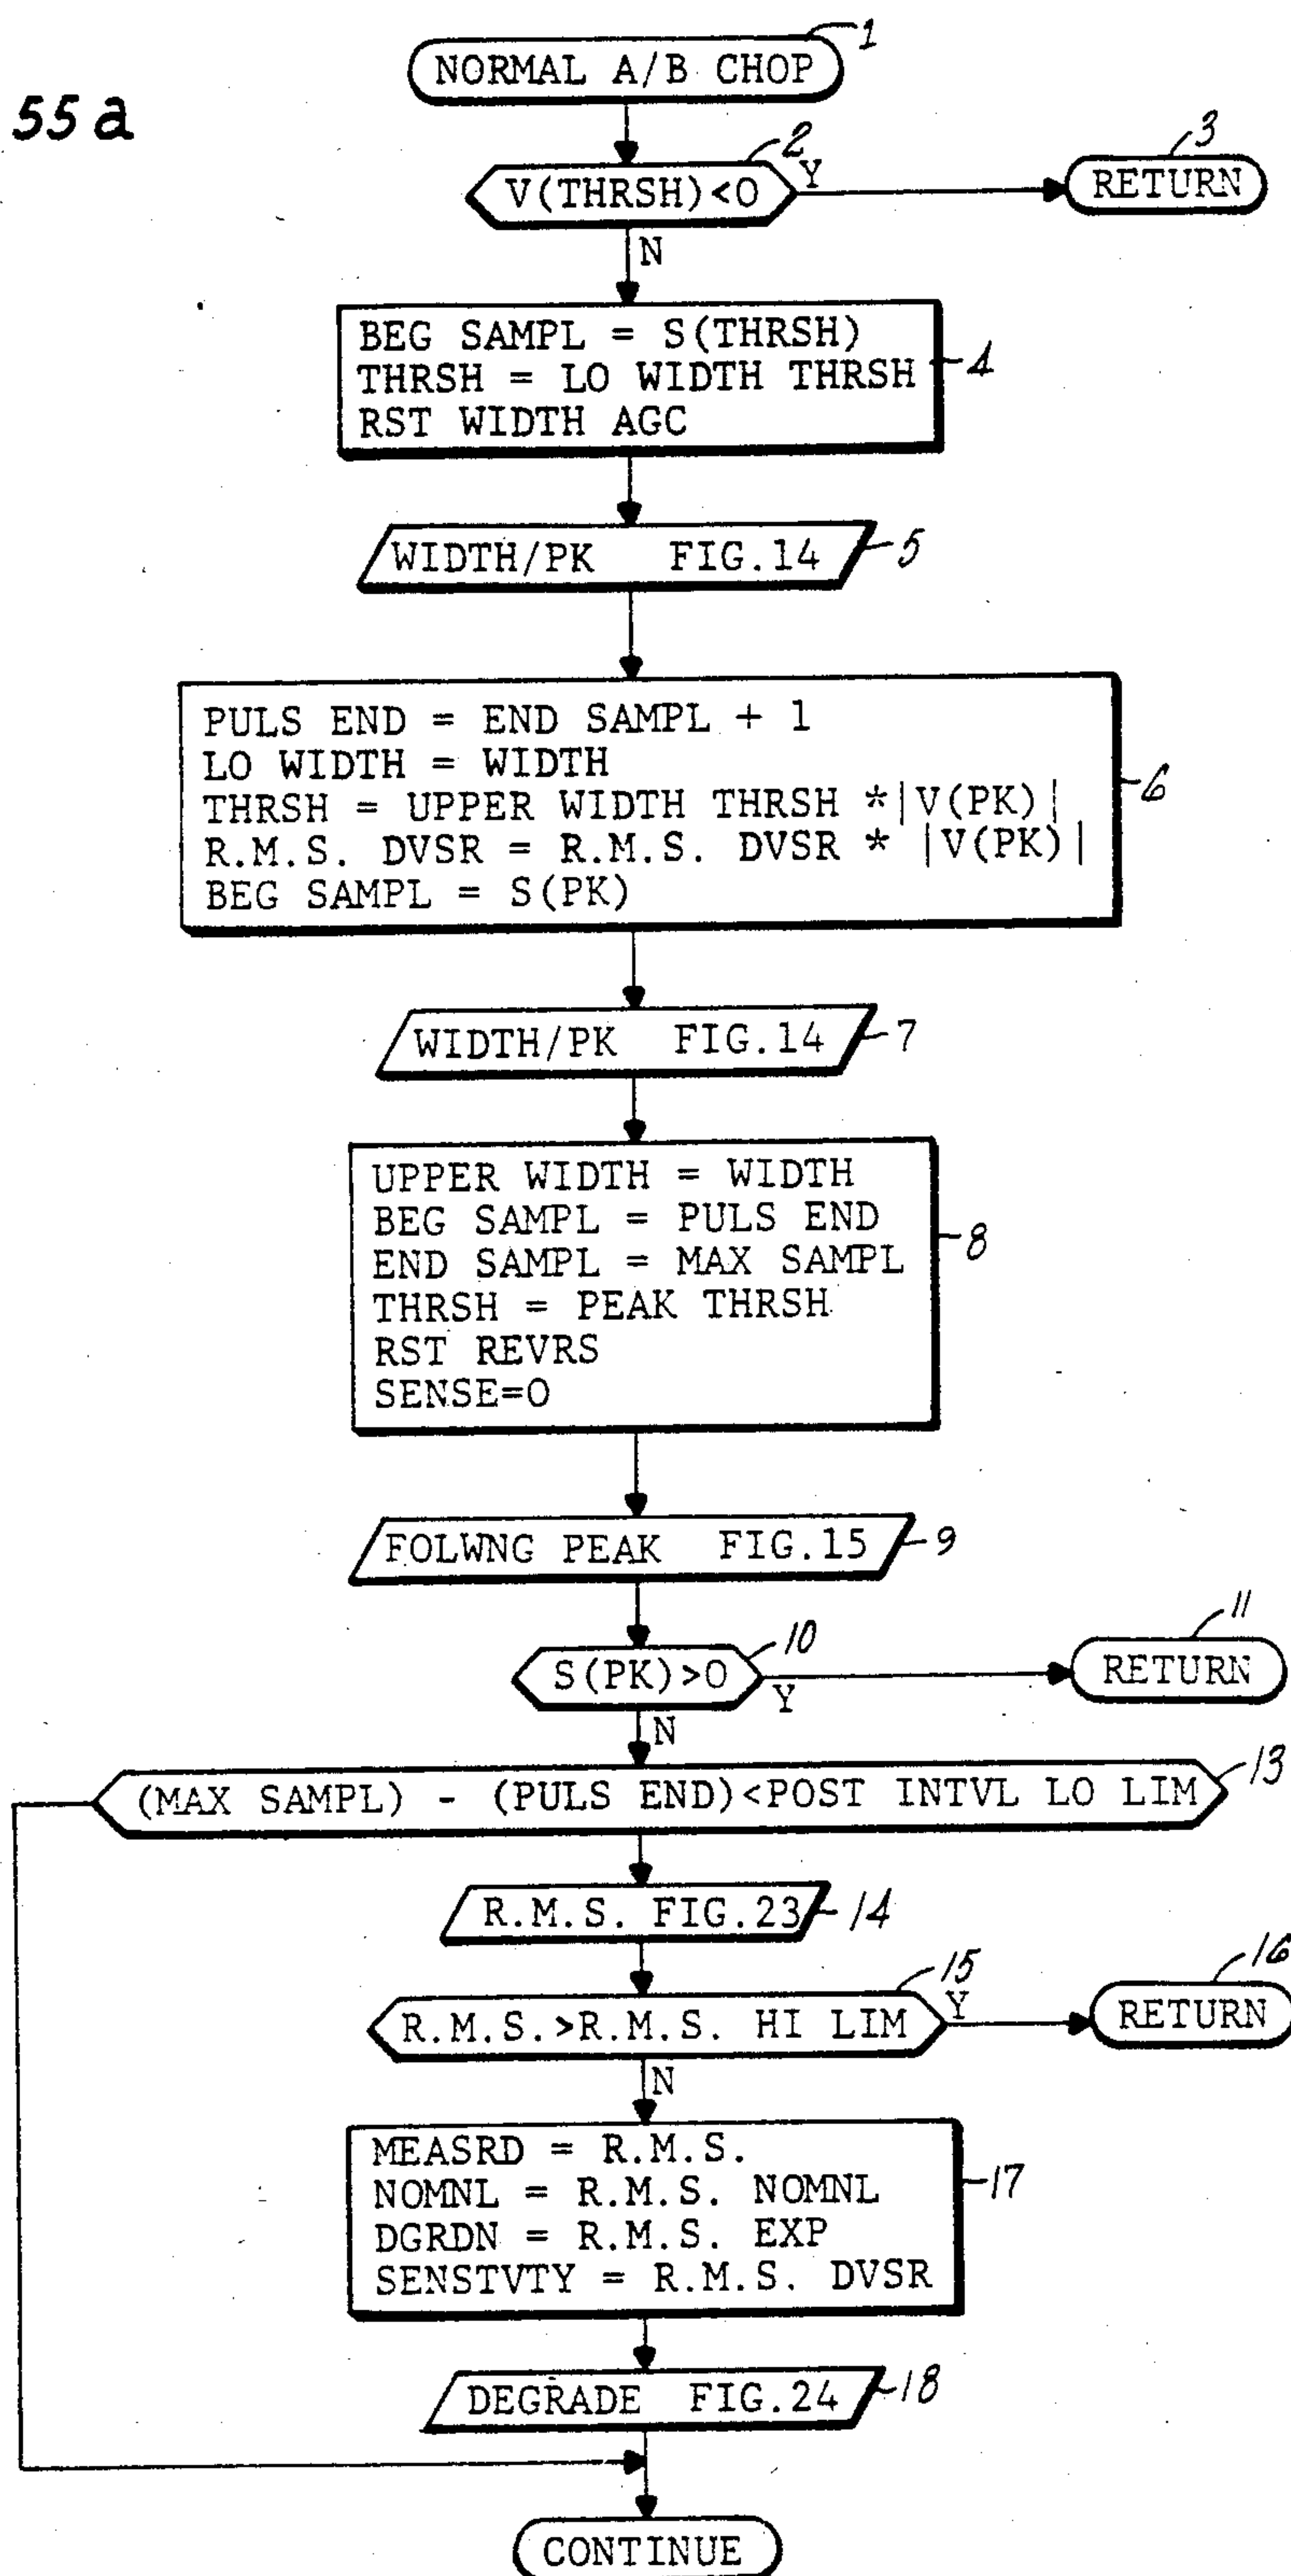 1
NORMAL A/B CHOP
55a
2
3
V(THRSH)<0
Y
RETURN
N
BEG SAMPL = S(THRSH)
THRSH = LO WIDTH THRSH
RST WIDTH AGC
4
WIDTH/PK FIG.14
5
PULS END = END SAMPL + 1
LO WIDTH = WIDTH
THRSH = UPPER WIDTH THRSH *|V(PK)|
R.M.S. DVSR = R.M.S. DVSR * |V(PK)|
BEG SAMPL = S(PK)
6
WIDTH/PK FIG.14
7
UPPER WIDTH = WIDTH
BEG SAMPL = PULS END
END SAMPL = MAX SAMPL
THRSH = PEAK THRSH
RST REVRS
SENSE=0
8
FOLWNG PEAK FIG.15
9
10
11
S(PK)>0
Y
RETURN
N
(MAX SAMPL) - (PULS END)<POST INTVL LO LIM
13
R.M.S. FIG.23
14
15
16
R.M.S.>R.M.S. HI LIM
Y
RETURN
N
MEASRD = R.M.S.
NOMNL = R.M.S. NOMNL
DGRDN = R.M.S. EXP
SENSTVTY = R.M.S. DVSR
17
DEGRADE FIG.24
18
CONTINUE